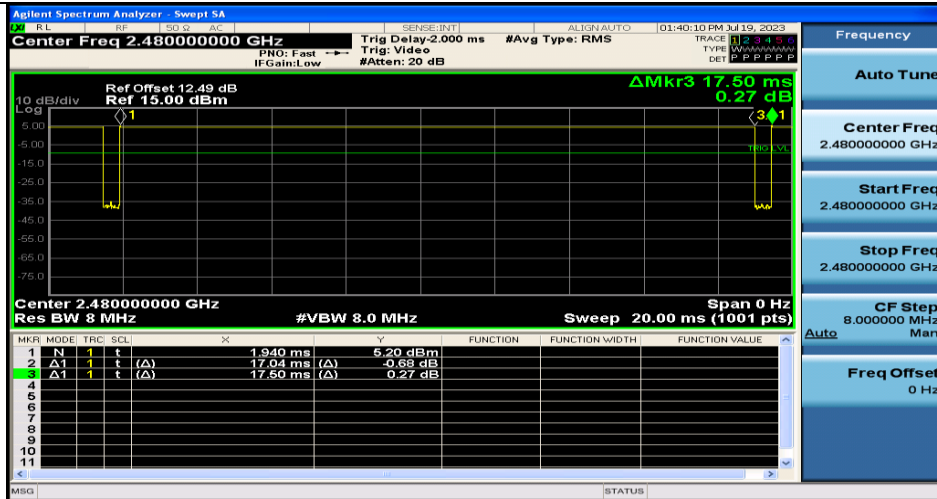 Agilent Spectrum Analyzer - Swept SA
LXI RL RF 50 Ω AC SENSE:INT ALIGN AUTO 01:40:10 PM Jul 19, 2023
Center Freq 2.480000000 GHz
PNO: Fast
IFGain:Low
Trig Delay-2.000 ms
Trig: Video
#Atten: 20 dB
#Avg Type: RMS
TRACE 1 2 3 4 5 6
TYPE WWWWWW
DET P P P P P P
ΔMkr3 17.50 ms
0.27 dB
Ref Offset 12.49 dB
10 dB/div Ref 15.00 dBm
Log
1 3 1
5.00
-5.00
TRIG LVL
-15.0
-25.0
-35.0
-45.0
-55.0
-65.0
-75.0
Center 2.480000000 GHz Span 0 Hz
Res BW 8 MHz #VBW 8.0 MHz Sweep 20.00 ms (1001 pts)
MKR MODE TRC SCL X Y FUNCTION FUNCTION WIDTH FUNCTION VALUE
1 N 1 t 1.940 ms 5.20 dBm
2 Δ1 1 t (Δ) 17.04 ms (Δ) -0.68 dB
3 Δ1 1 t (Δ) 17.50 ms (Δ) 0.27 dB
4
5
6
7
8
9
10
11
MSG STATUS
Frequency
Auto Tune
Center Freq
2.480000000 GHz
Start Freq
2.480000000 GHz
Stop Freq
2.480000000 GHz
CF Step
8.000000 MHz
Auto Man
Freq Offset
0 Hz